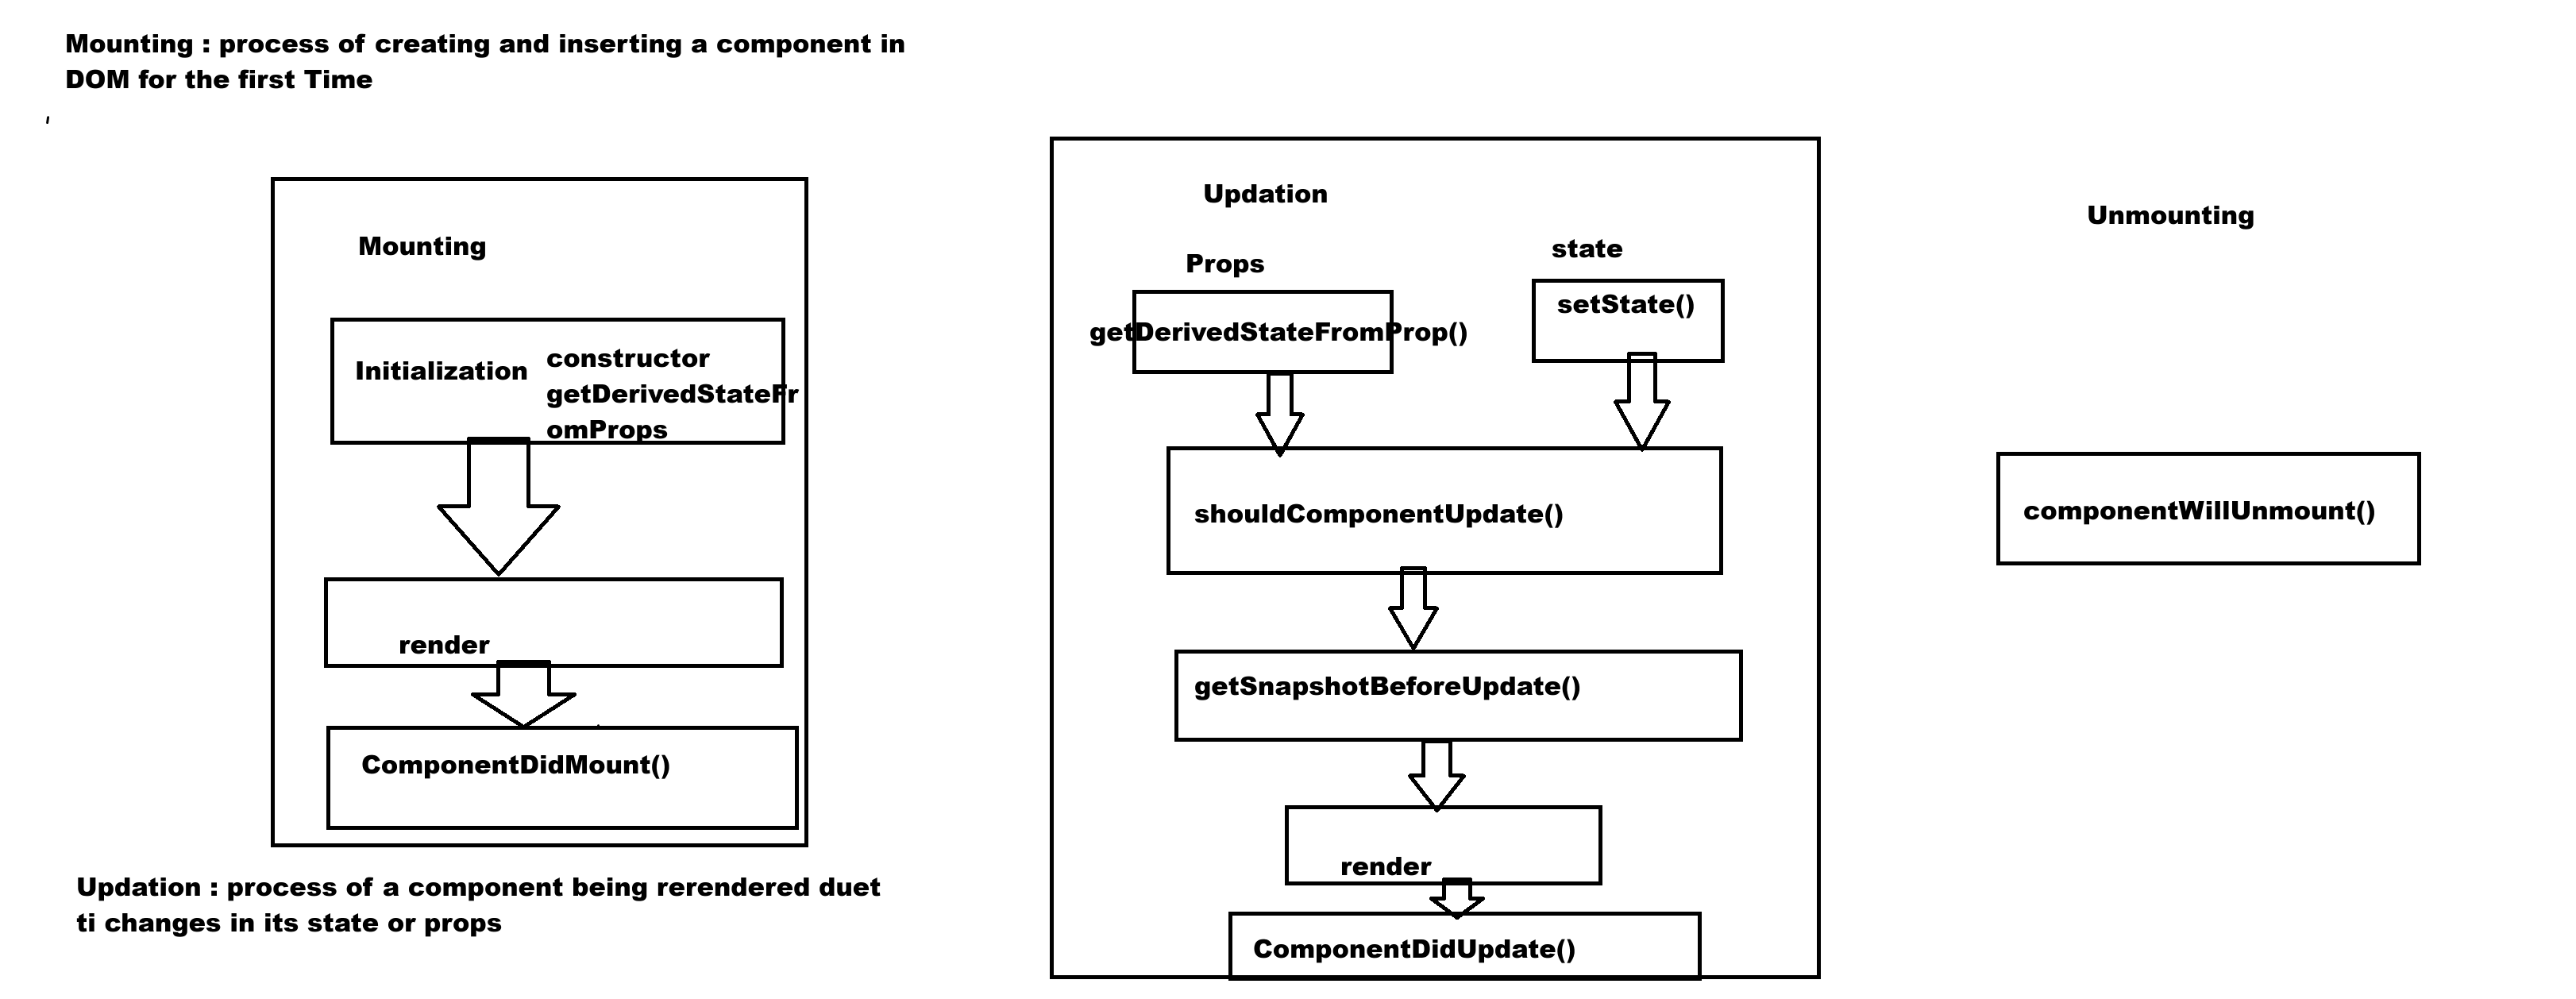 Mounting : process of creating and inserting a component in
DOM for the first Time
Mounting
Initialization
constructor
getDerivedStateFr
omProps
render
ComponentDidMount()
Updation : process of a component being rerendered duet
ti changes in its state or props
Updation
Props
state
getDerivedStateFromProp()
setState()
shouldComponentUpdate()
getSnapshotBeforeUpdate()
render
ComponentDidUpdate()
Unmounting
componentWillUnmount()